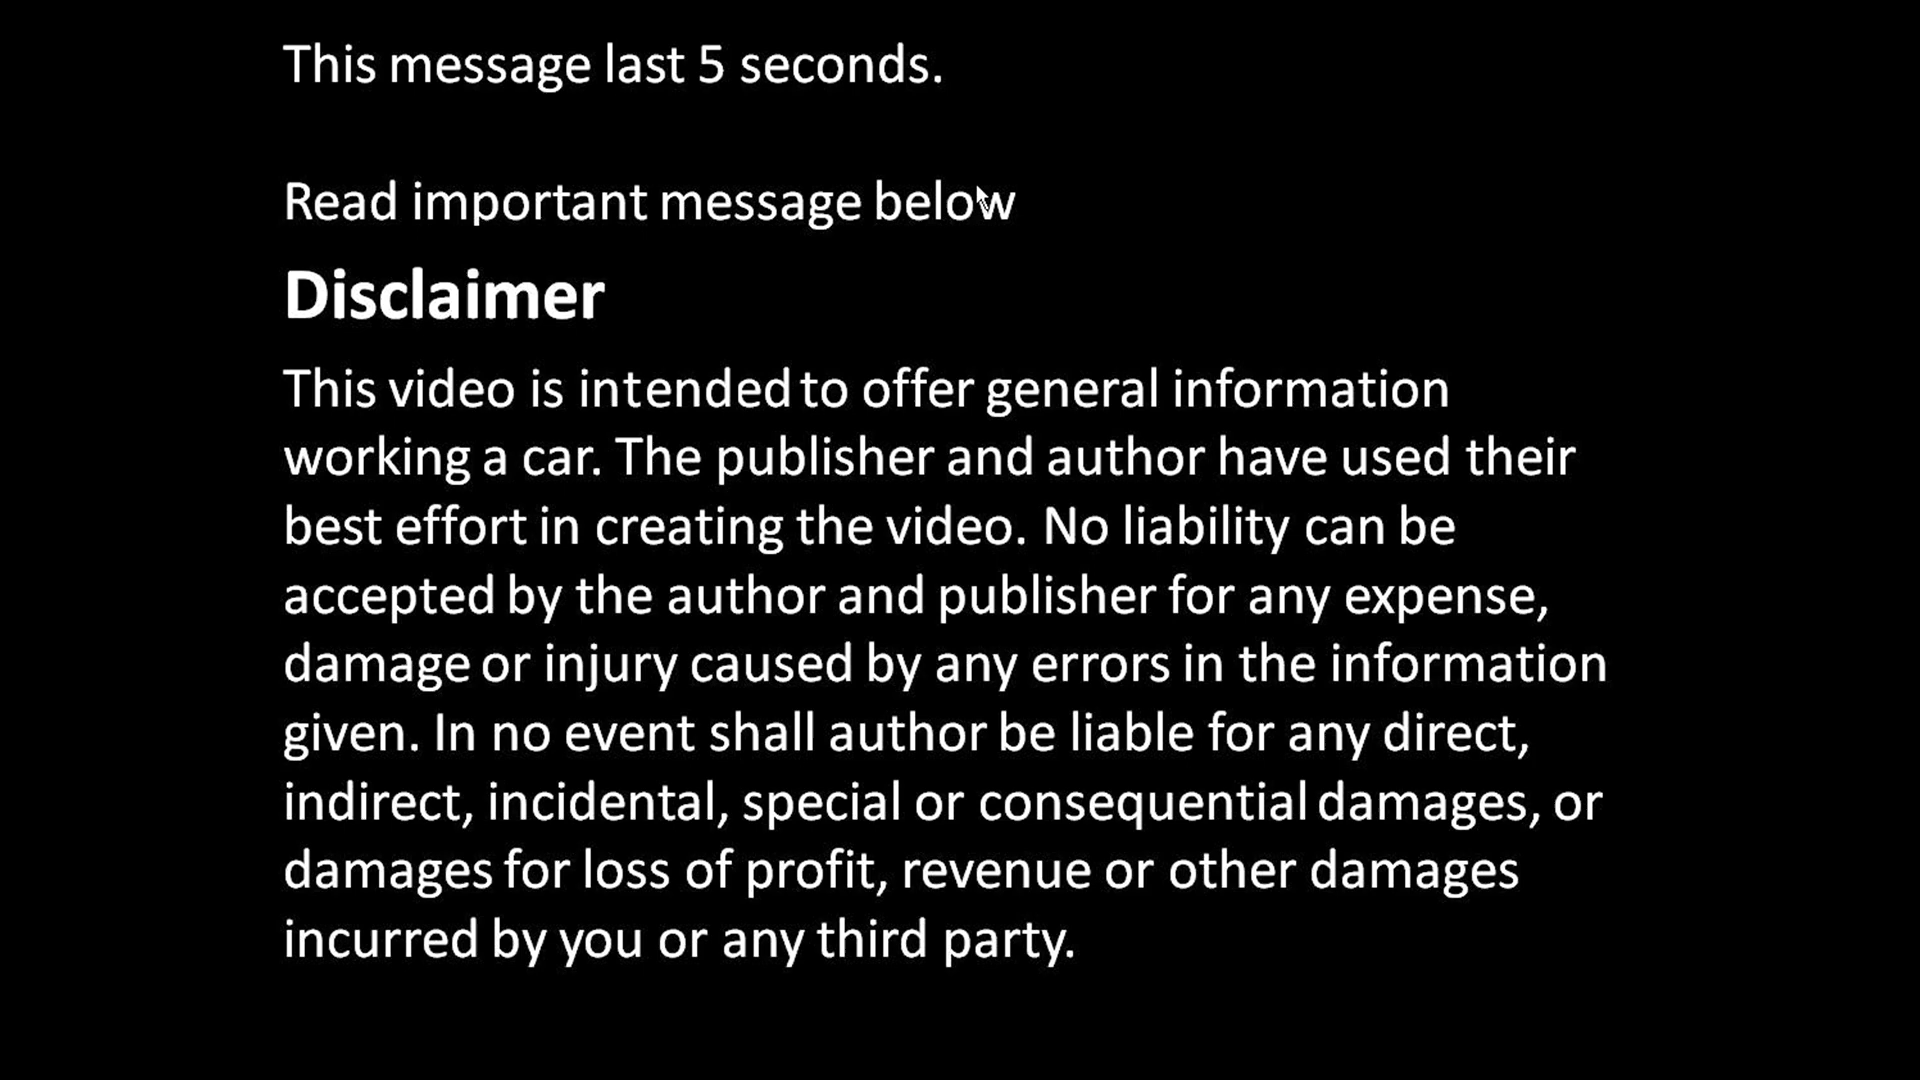 This message last 5 seconds.
Read important message below
Disclaimer
This video is intended to offer general information
working a car. The publisher and author have used their
best effort in creating the video. No liability can be
accepted by the author and publisher for any expense,
damage or injury caused by any errors in the information
given. In no event shall author be liable for any direct,
indirect, incidental, special or consequential damages, or
damages for loss of profit, revenue or other damages
incurred by you or any third party.